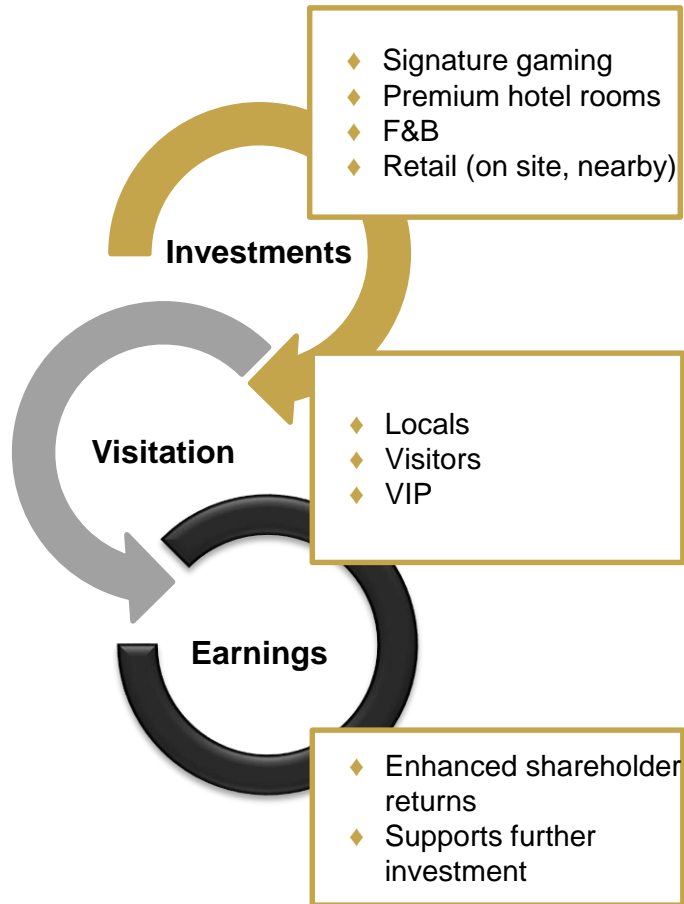 ♦ Signature gaming
♦ Premium hotel rooms
♦ F&B
♦ Retail (on site, nearby)
Investments
♦ Locals
♦ Visitors
♦ VIP
Visitation
Earnings
♦ Enhanced shareholder
returns
♦ Supports further
investment